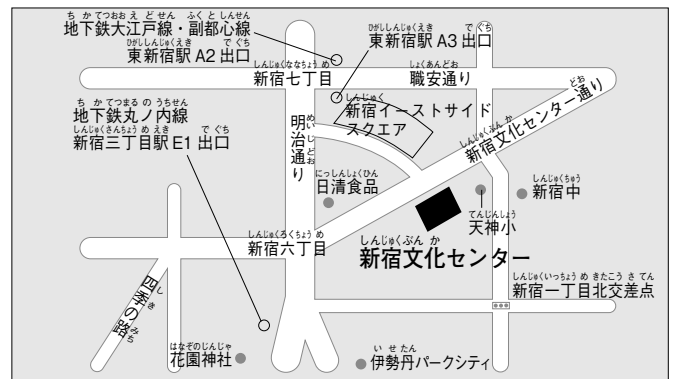 地下鉄大江戸線・副都心線
東新宿駅 A2 出口
東新宿駅 A3 出口
新宿七丁目
職安通り
地下鉄丸ノ内線
新宿三丁目駅 E1 出口
明治通り
新宿イーストサイド
スクエア
新宿文化センター通り
日清食品
新宿中
天神小
新宿六丁目
新宿文化センター
新宿一丁目北交差点
四季の路
花園神社
伊勢丹パークシティ